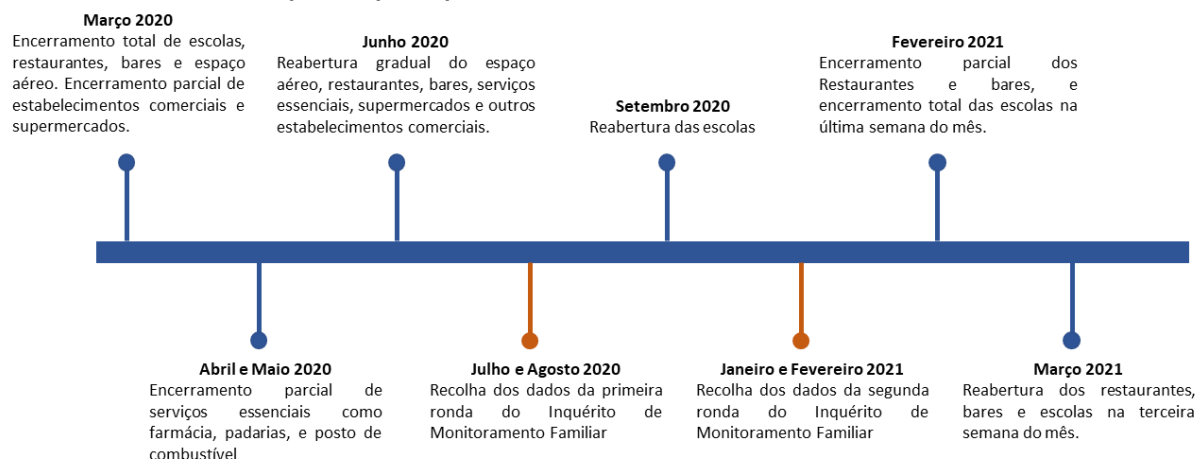 Março 2020
Encerramento total de escolas,
restaurantes, bares e espaço
aéreo. Encerramento parcial de
estabelecimentos comerciais e
supermercados.
Junho 2020
Reabertura gradual do espaço
aéreo, restaurantes, bares, serviços
essenciais, supermercados e outros
estabelecimentos comerciais.
Setembro 2020
Reabertura das escolas
Fevereiro 2021
Encerramento parcial dos
Restaurantes e bares, e
encerramento total das escolas na
última semana do mês.
Abril e Maio 2020
Encerramento parcial de
serviços essenciais como
farmácia, padarias, e posto de
combustível
Julho e Agosto 2020
Recolha dos dados da primeira
ronda do Inquérito de
Monitoramento Familiar
Janeiro e Fevereiro 2021
Recolha dos dados da segunda
ronda do Inquérito de
Monitoramento Familiar
Março 2021
Reabertura dos restaurantes,
bares e escolas na terceira
semana do mês.